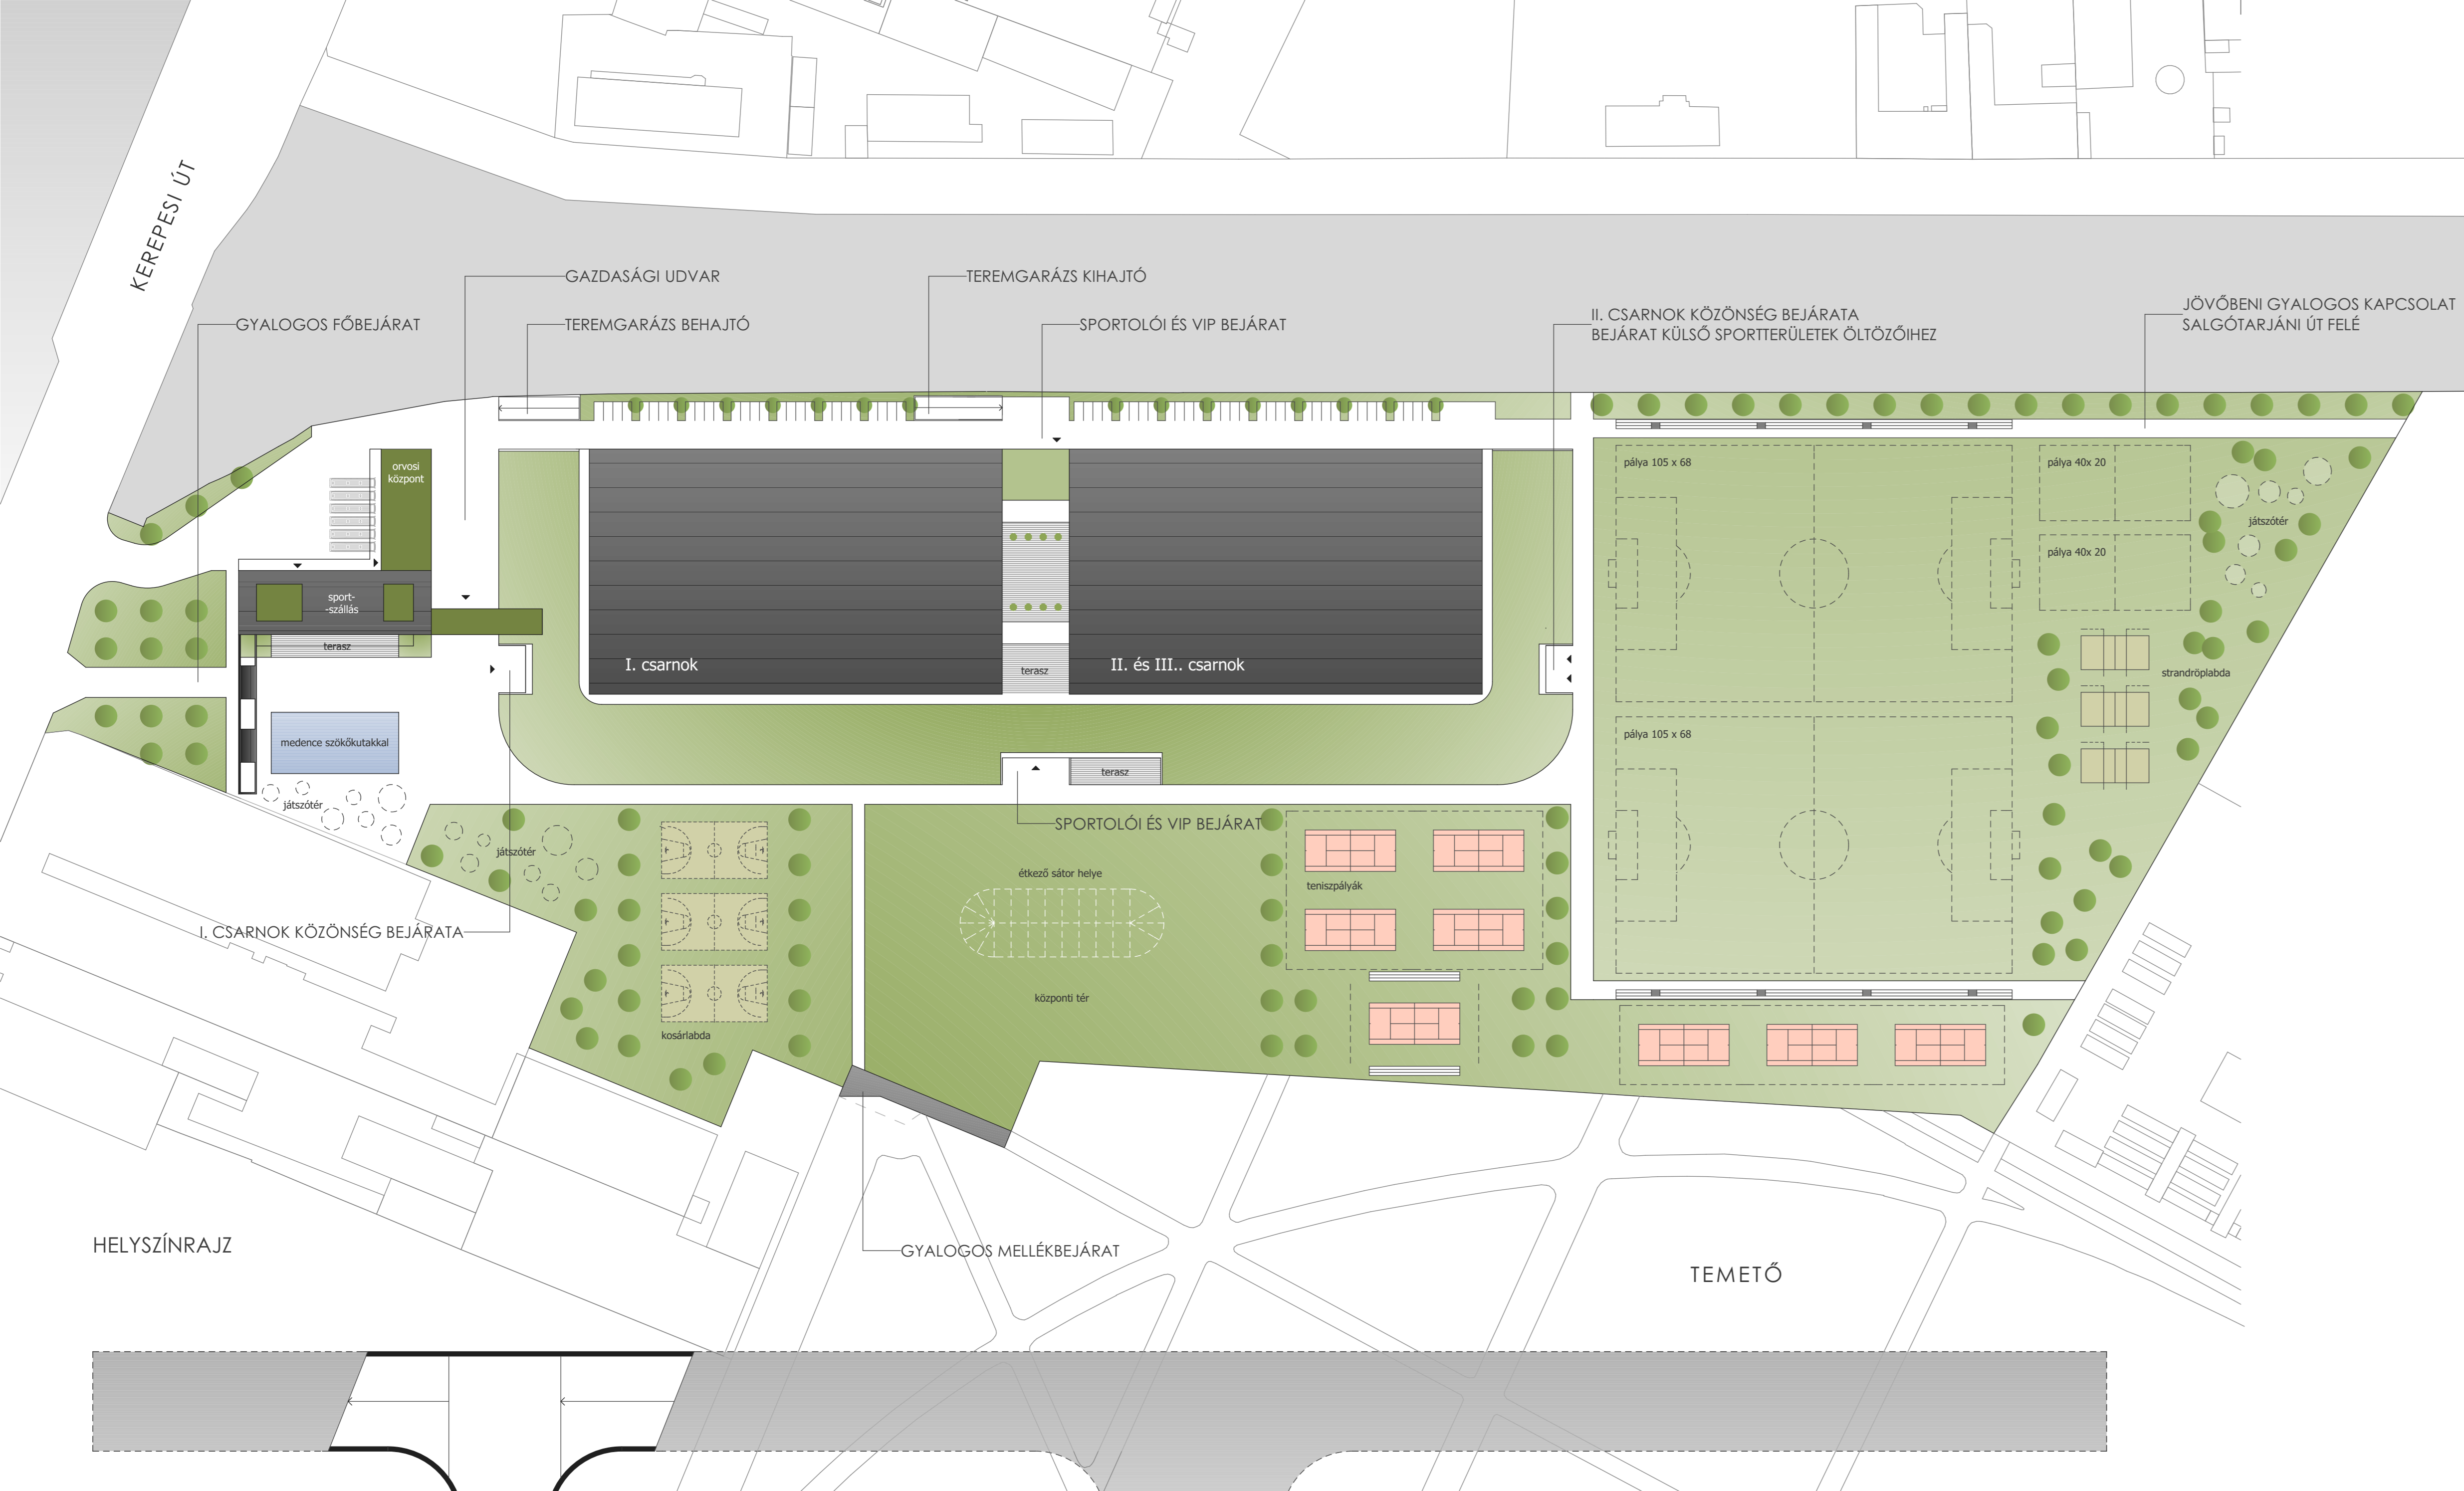 KEREPESI ÚT
GAZDASÁGI UDVAR
TEREMGARÁZS KIHAJTÓ
GYALOGOS FŐBEJÁRAT
TEREMGARÁZS BEHAJTÓ
SPORTOLÓI ÉS VIP BEJÁRAT
II. CSARNOK KÖZÖNSÉG BEJÁRATA
BEJÁRAT KÜLSŐ SPORTTERÜLETEK ÖLTÖZŐIHEZ
JÖVŐBENI GYALOGOS KAPCSOLAT
SALGÓTARJÁNI ÚT FELÉ
orvosi
központ
pálya 105 x 68
pálya 40x 20
játszótér
pálya 40x 20
sport-
-szállás
terasz
I. csarnok
terasz
II. és III.. csarnok
strandröplabda
medence szökőkutakkal
pálya 105 x 68
terasz
játszótér
SPORTOLÓI ÉS VIP BEJÁRAT
játszótér
étkező sátor helye
teniszpályák
I. CSARNOK KÖZÖNSÉG BEJÁRATA
központi tér
kosárlabda
HELYSZÍNRAJZ
GYALOGOS MELLÉKBEJÁRAT
TEMETŐ